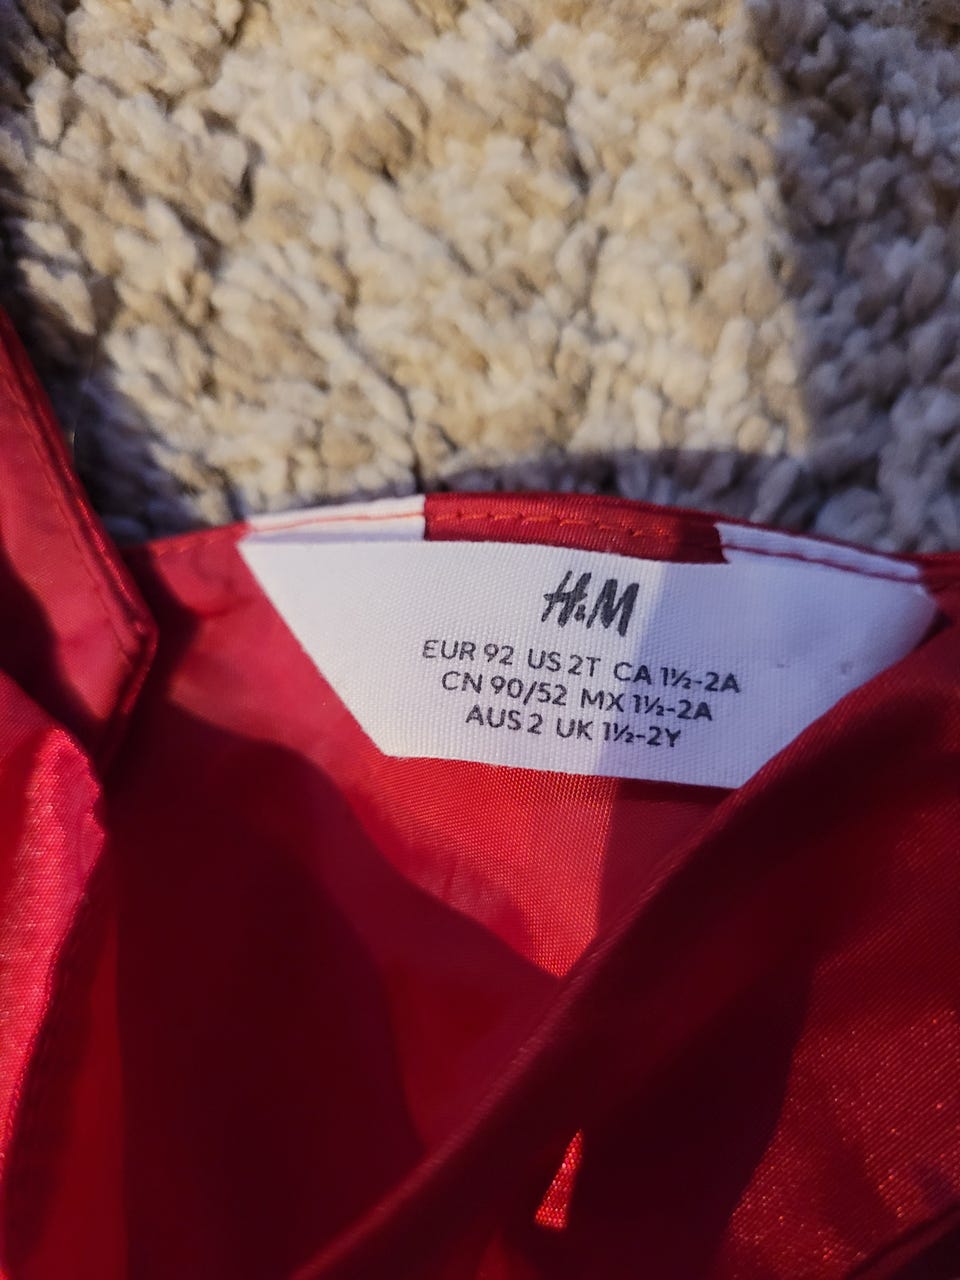 H&M
EUR 92 US 2T CA 1½-2A
CN 90/52 MX 1½-2A
AUS 2 UK 1½-2Y